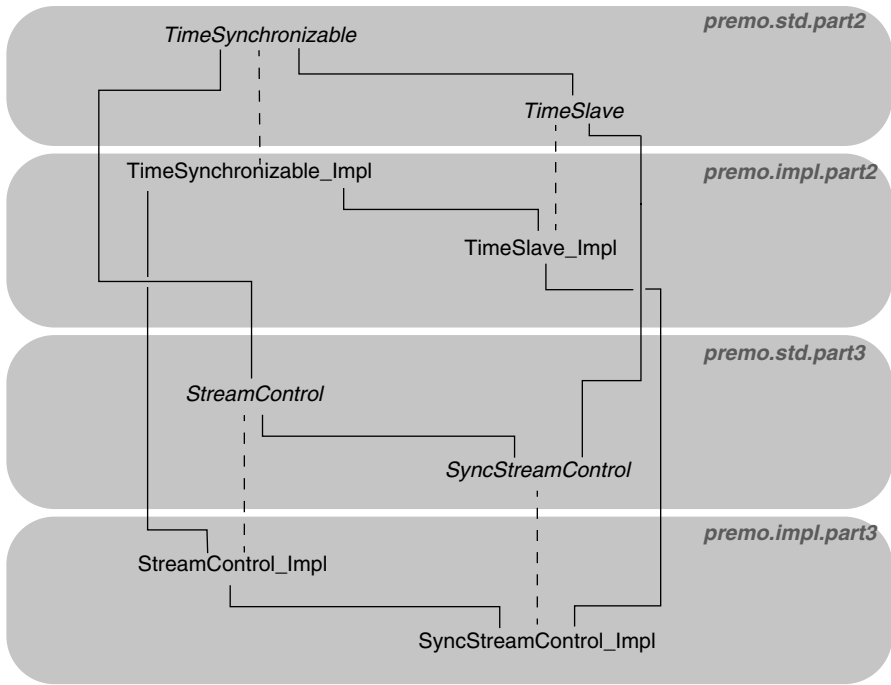 premo.std.part2
TimeSynchronizable
TimeSlave
premo.impl.part2
TimeSynchronizable_Impl
TimeSlave_Impl
premo.std.part3
StreamControl
SyncStreamControl
premo.impl.part3
StreamControl_Impl
SyncStreamControl_Impl